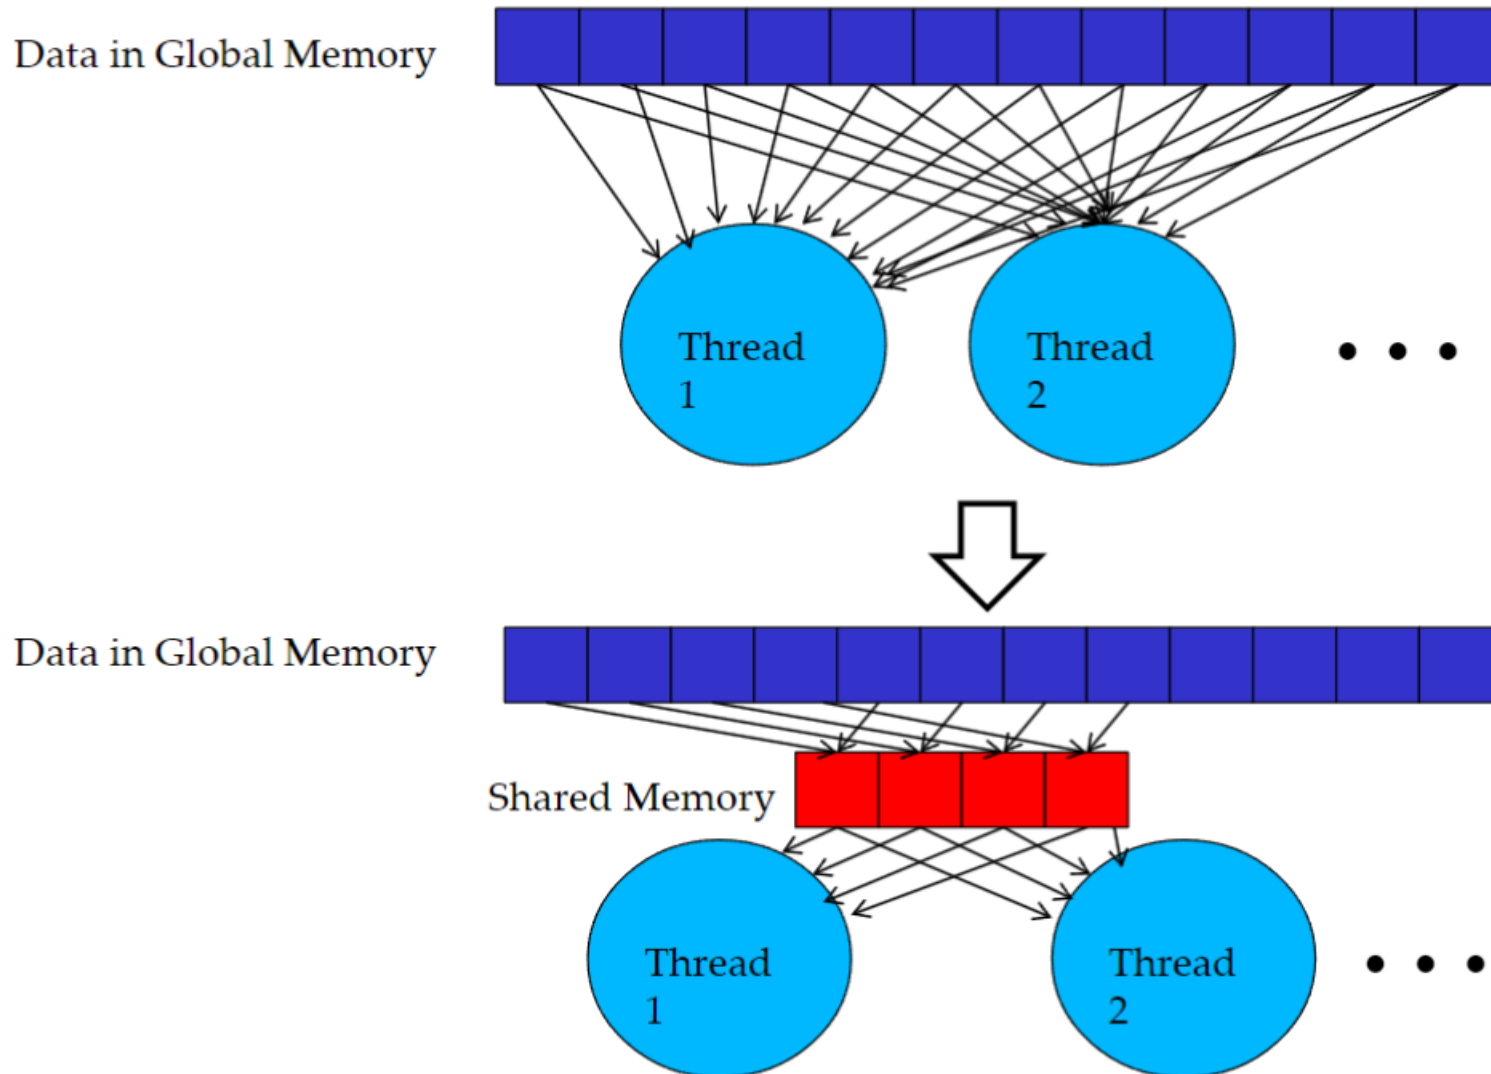 Data in Global Memory
Thread
1
Thread
2
Data in Global Memory
Shared Memory
Thread
1
Thread
2